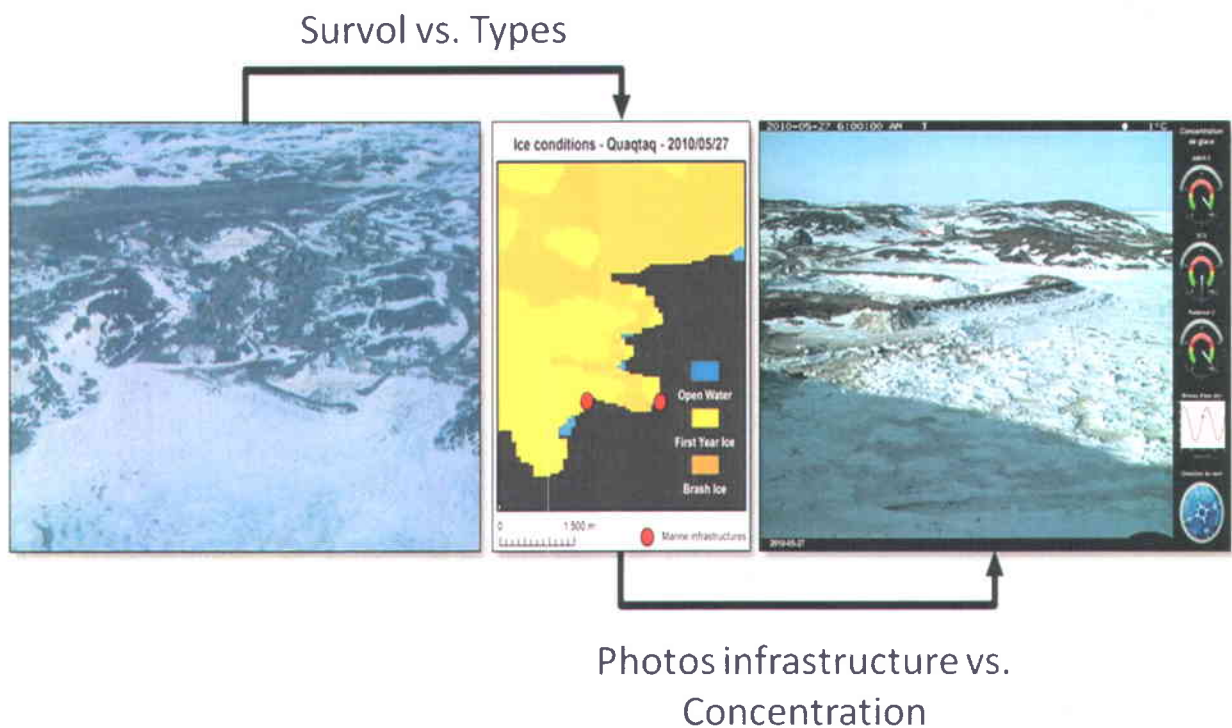 Survol vs. Types
Ice conditions - Quaqtaq - 2010/05/27
Open Water
First Year Ice
Brash Ice
0 1 500 m
Marine infrastructures
2010-05-27 6:00:00 AM T 1°C
Concentration
de glace
2010-05-27
Photos infrastructure vs.
Concentration